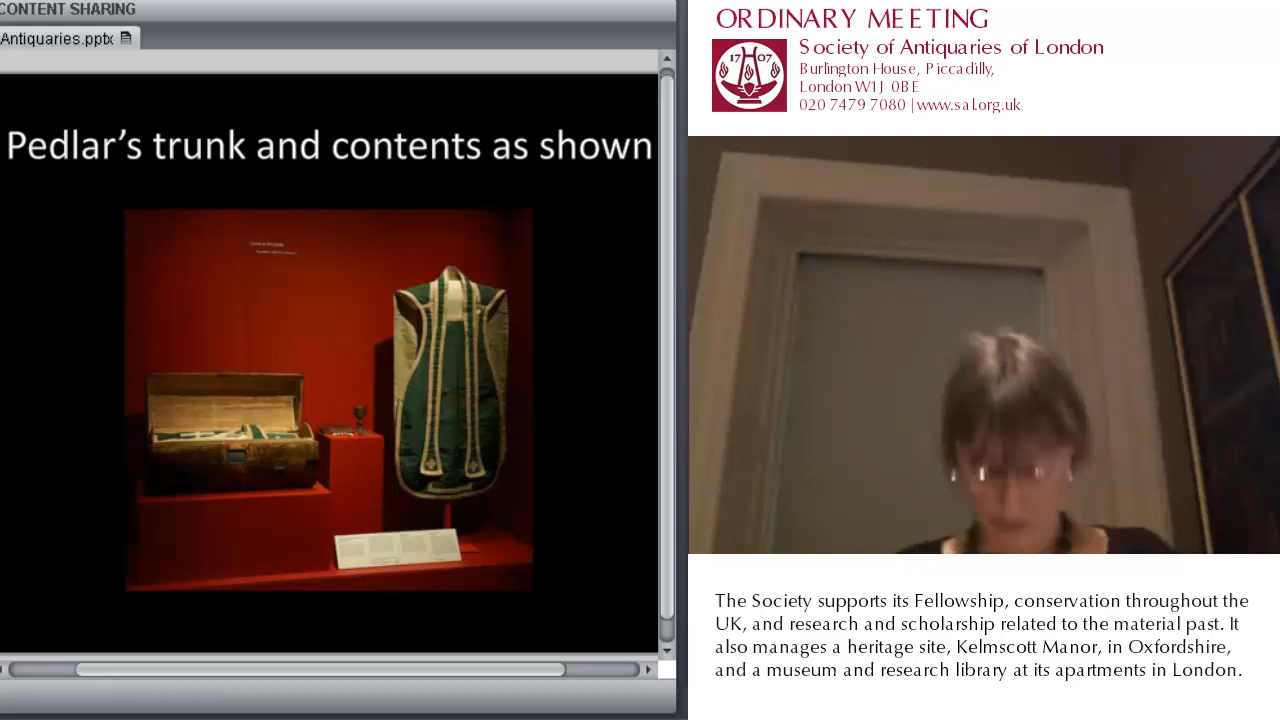 CONTENT SHARING
Antiquaries.pptx
Pedlar's trunk and contents as shown
ORDINARY MEETING
Society of Antiquaries of London
Burlington House, Piccadilly,
London W1J 0BE
020 7479 7080 | www.sal.org.uk
17 07
The Society supports its Fellowship, conservation throughout the
UK, and research and scholarship related to the material past. It
also manages a heritage site, Kelmscott Manor, in Oxfordshire,
and a museum and research library at its apartments in London.